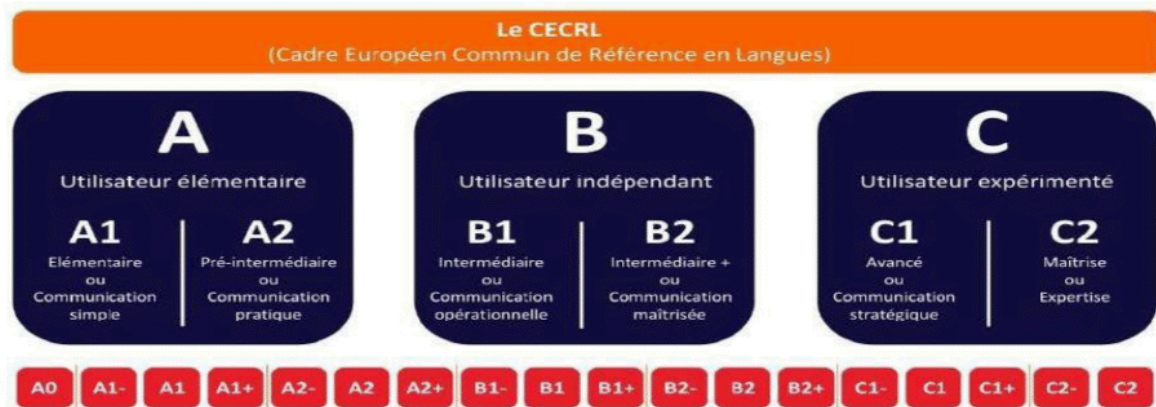 Le CECRL
(Cadre Européen Commun de Référence en Langues)
A
Utilisateur élémentaire
A1
Elémentaire
ou
Communication
simple
A2
Pré-intermédiaire
ou
Communication
pratique
B
Utilisateur indépendant
B1
Intermédiaire
ou
Communication
opérationnelle
B2
Intermédiaire +
ou
Communication
maîtrisée
C
Utilisateur expérimenté
C1
Avancé
ou
Communication
stratégique
C2
Maîtrise
ou
Expertise
A0 A1- A1 A1+ A2- A2 A2+ B1- B1 B1+ B2- B2 B2+ C1- C1 C1+ C2- C2